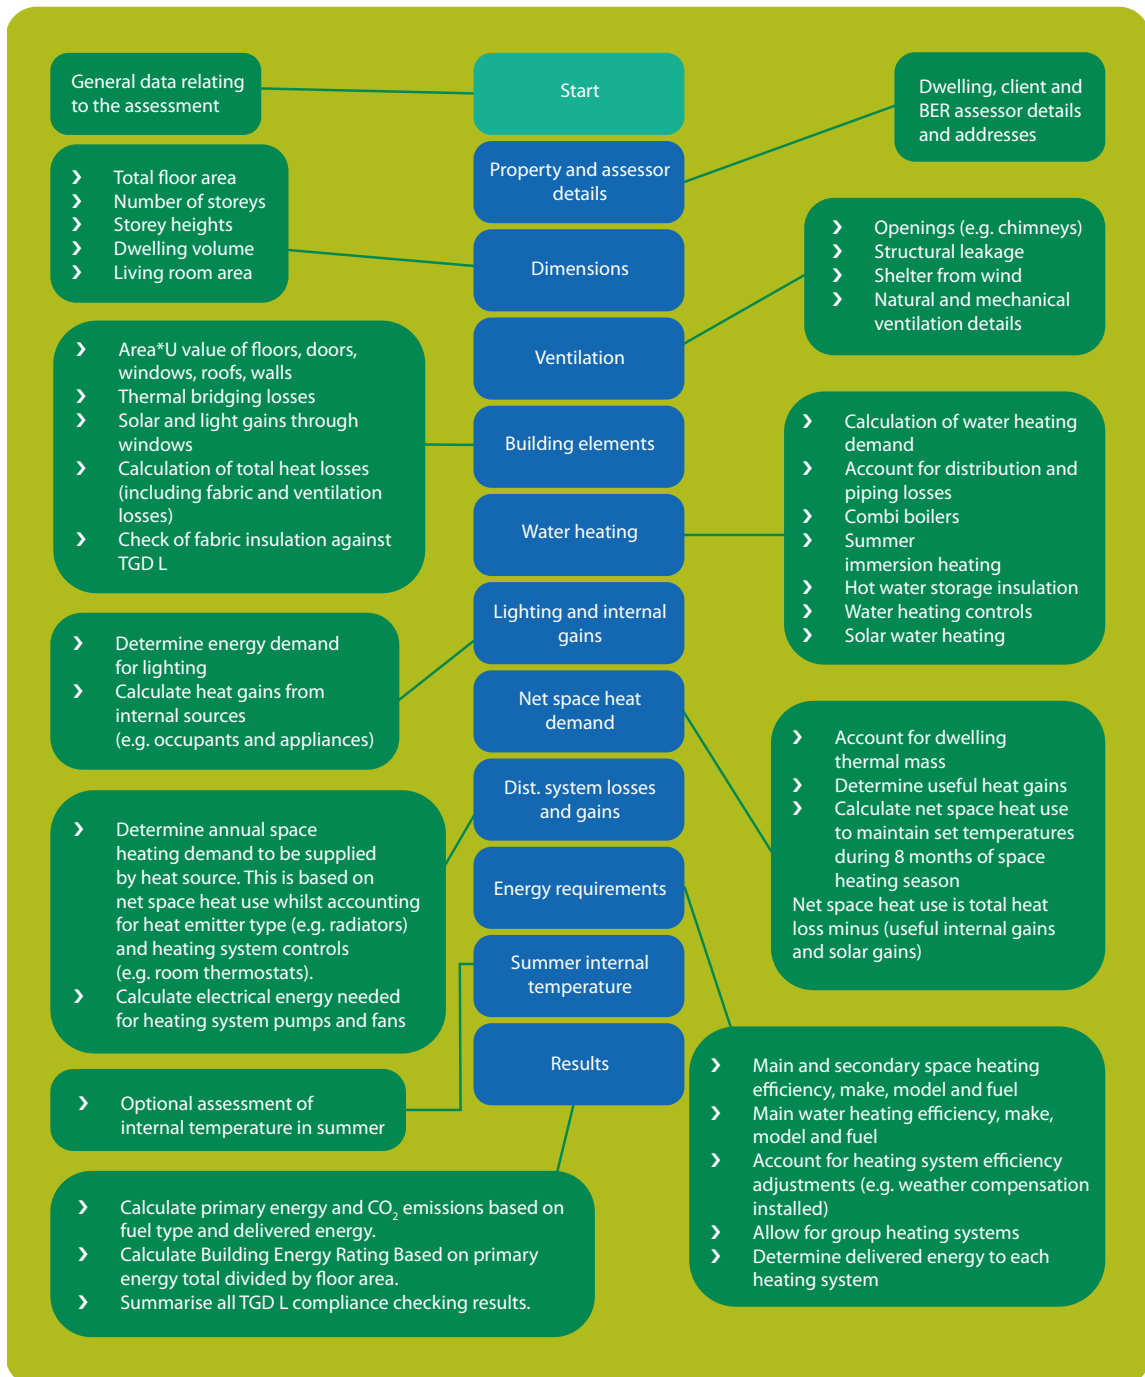 General data relating
to the assessment
Start
Dwelling, client and
BER assessor details
and addresses
Property and assessor
details
❯ Total floor area
❯ Number of storeys
❯ Storey heights
❯ Dwelling volume
❯ Living room area
Dimensions
❯ Openings (e.g. chimneys)
❯ Structural leakage
❯ Shelter from wind
❯ Natural and mechanical
ventilation details
Ventilation
❯ Area*U value of floors, doors,
windows, roofs, walls
❯ Thermal bridging losses
❯ Solar and light gains through
windows
❯ Calculation of total heat losses
(including fabric and ventilation
losses)
❯ Check of fabric insulation against
TGD L
Building elements
❯ Calculation of water heating
demand
❯ Account for distribution and
piping losses
❯ Combi boilers
❯ Summer
immersion heating
❯ Hot water storage insulation
❯ Water heating controls
❯ Solar water heating
Water heating
Lighting and internal
gains
❯ Determine energy demand
for lighting
❯ Calculate heat gains from
internal sources
(e.g. occupants and appliances)
Net space heat
demand
❯ Account for dwelling
thermal mass
❯ Determine useful heat gains
❯ Calculate net space heat use
to maintain set temperatures
during 8 months of space
heating season
Net space heat use is total heat
loss minus (useful internal gains
and solar gains)
Dist. system losses
and gains
❯ Determine annual space
heating demand to be supplied
by heat source. This is based on
net space heat use whilst accounting
for heat emitter type (e.g. radiators)
and heating system controls
(e.g. room thermostats).
❯ Calculate electrical energy needed
for heating system pumps and fans
Energy requirements
Summer internal
temperature
Results
❯ Main and secondary space heating
efficiency, make, model and fuel
❯ Main water heating efficiency, make,
model and fuel
❯ Account for heating system efficiency
adjustments (e.g. weather compensation
installed)
❯ Allow for group heating systems
❯ Determine delivered energy to each
heating system
❯ Optional assessment of
internal temperature in summer
❯ Calculate primary energy and CO₂ emissions based on
fuel type and delivered energy.
❯ Calculate Building Energy Rating Based on primary
energy total divided by floor area.
❯ Summarise all TGD L compliance checking results.